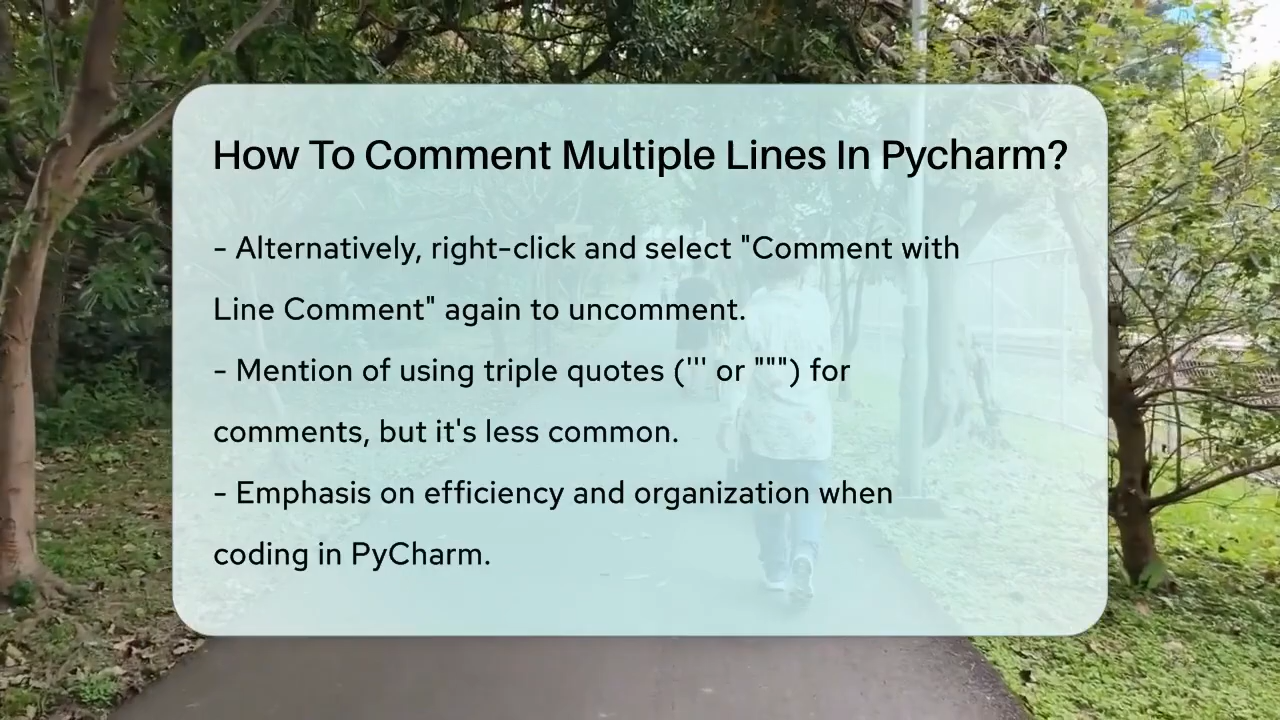 How To Comment Multiple Lines In Pycharm?
- Alternatively, right-click and select "Comment with
Line Comment" again to uncomment.
- Mention of using triple quotes (''' or """) for
comments, but it's less common.
- Emphasis on efficiency and organization when
coding in PyCharm.